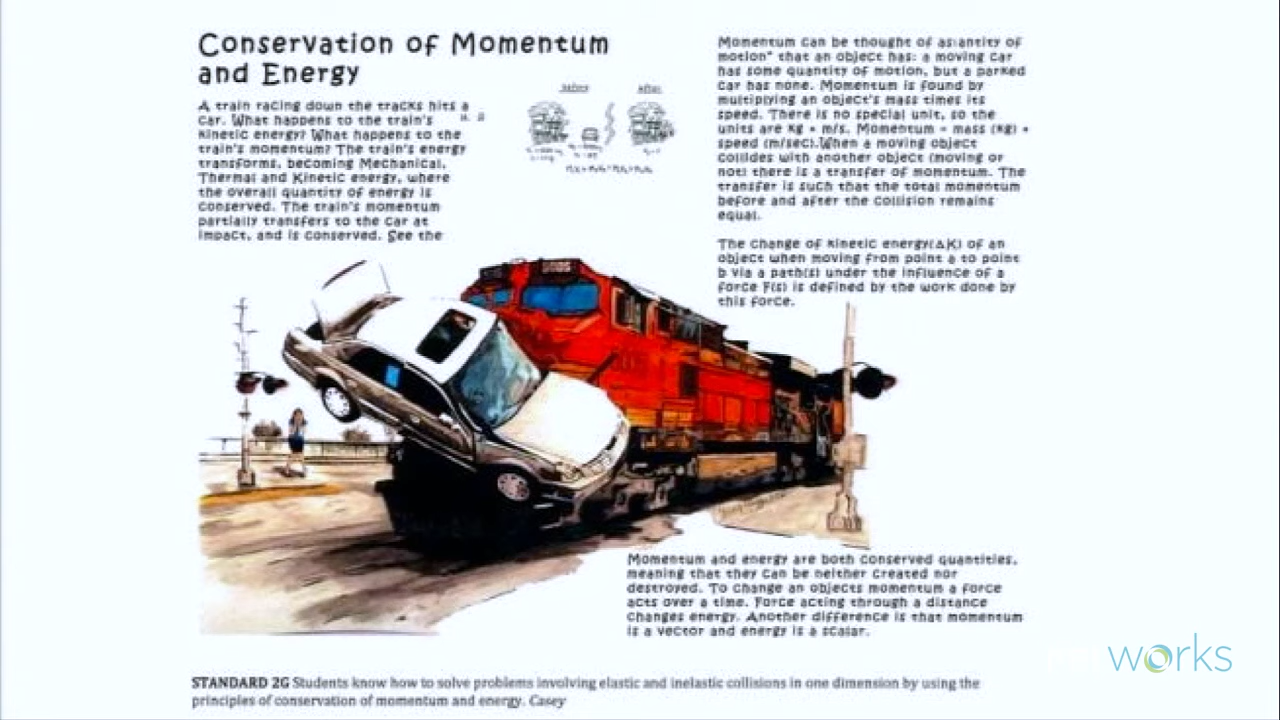 Conservation of Momentum
and Energy
A train racing down the tracks hits a
car. What happens to the train's
kinetic energy? What happens to the
train's momentum? The train's energy
transforms, becoming Mechanical,
Thermal and Kinetic energy, where
the overall quantity of energy is
conserved. The train's momentum
partially transfers to the car at
impact, and is conserved. See the
Before
After
Momentum can be thought of as:antity of
motion" that an object has: a moving car
has some quantity of motion, but a parked
car has none. Momentum is found by
multiplying an object's mass times its
speed. There is no special unit, so the
units are kg • m/s. Momentum = mass (kg) •
speed (m/sec).When a moving object
collides with another object (moving or
not) there is a transfer of momentum. The
transfer is such that the total momentum
before and after the collision remains
equal.
The change of kinetic energy(ΔK) of an
object when moving from point a to point
b via a path(s) under the influence of a
force F(s) is defined by the work done by
this force.
Momentum and energy are both conserved quantities,
meaning that they can be neither created nor
destroyed. To change an objects momentum a force
acts over a time. Force acting through a distance
changes energy. Another difference is that momentum
is a vector and energy is a scalar.
works
STANDARD 2G Students know how to solve problems involving elastic and inelastic collisions in one dimension by using the
principles of conservation of momentum and energy. Casey